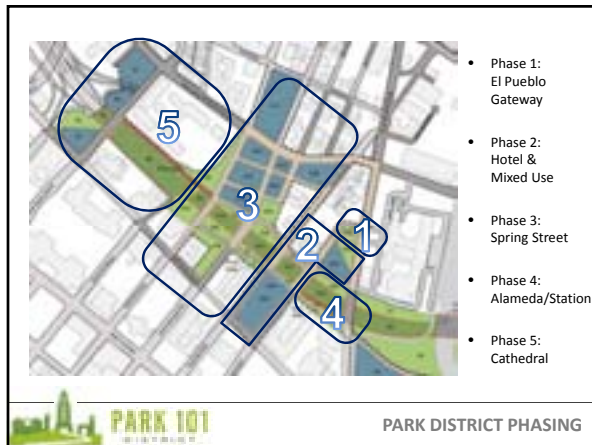 5
3
2
1
4
• Phase 1:
El Pueblo
Gateway
• Phase 2:
Hotel &
Mixed Use
• Phase 3:
Spring Street
• Phase 4:
Alameda/Station
• Phase 5:
Cathedral
PARK 101
DISTRICT
PARK DISTRICT PHASING